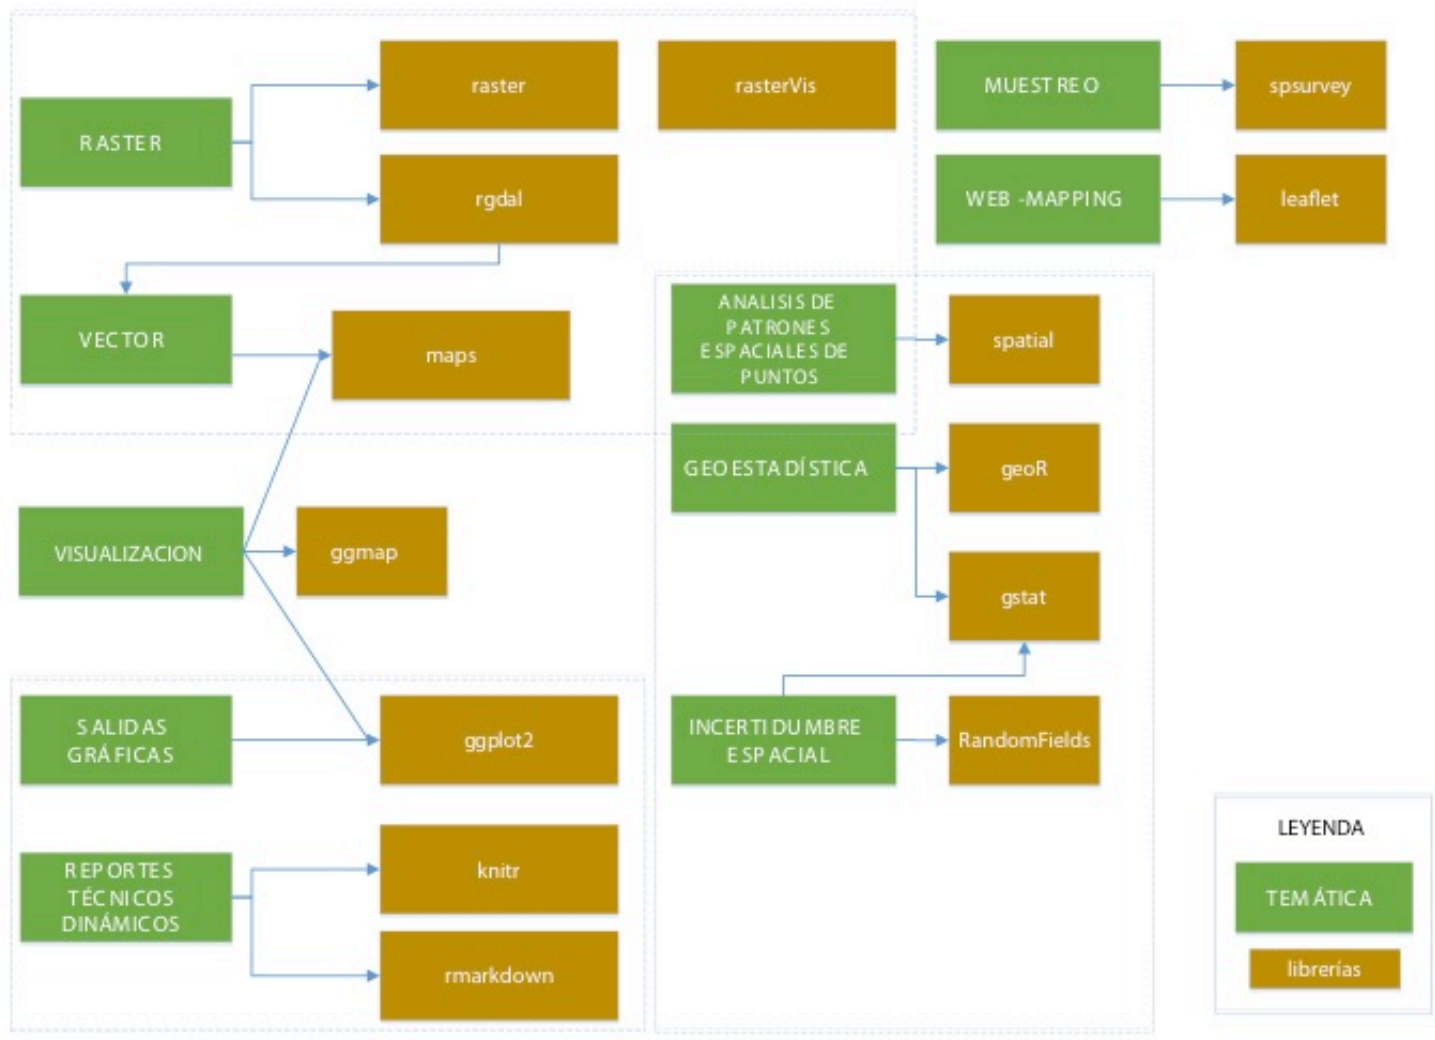 raster
rasterVis
MUESTREO
spsurvey
RASTER
rgdal
WEB -MAPPING
leaflet
VECTOR
maps
ANALISIS DE
PATRONES
ESPACIALES DE
PUNTOS
spatial
GEOESTADÍSTICA
geoR
VISUALIZACION
ggmap
gstat
SALIDAS
GRÁFICAS
ggplot2
INCERTIDUMBRE
ESPACIAL
RandomFields
REPORTES
TÉCNICOS
DINÁMICOS
knitr
rmarkdown
LEYENDA
TEMÁTICA
librerías